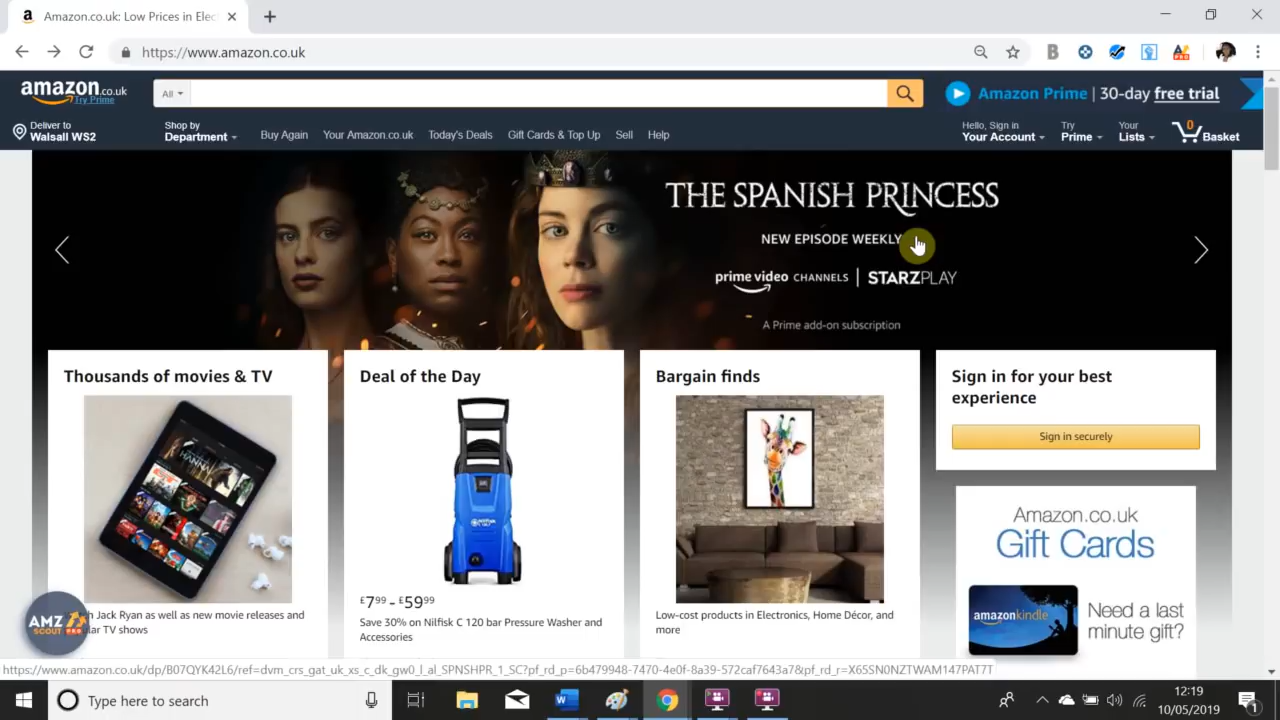 Amazon.co.uk: Low Prices in Elec
https://www.amazon.co.uk
amazon.co.uk
Try Prime
All
Amazon Prime | 30-day free trial
Deliver to
Walsall WS2
Shop by
Department
Buy Again
Your Amazon.co.uk
Today's Deals
Gift Cards & Top Up
Sell
Help
Hello, Sign in
Your Account
Try
Prime
Your
Lists
0
Basket
THE SPANISH PRINCESS
NEW EPISODE WEEKLY
prime video CHANNELS | STARZPLAY
A Prime add-on subscription
Thousands of movies & TV
Jack Ryan as well as new movie releases and
TV shows
Deal of the Day
£7⁹⁹ - £59⁹⁹
Save 30% on Nilfisk C 120 bar Pressure Washer and
Accessories
Bargain finds
Low-cost products in Electronics, Home Décor, and
more
Sign in for your best
experience
Sign in securely
Amazon.co.uk
Gift Cards
amazonkindle
Need a last
minute gift?
AMZ
SCOUT PRO
https://www.amazon.co.uk/dp/B07QYK42L6/ref=dvm_crs_gat_uk_xs_c_dk_gw0_l_al_SPNSHPR_1_SC?pf_rd_p=6b479948-7470-4e0f-8a39-572caf7643a7&pf_rd_r=X65SN0NZTWAM147PAT7T
Type here to search
12:19
10/05/2019
1